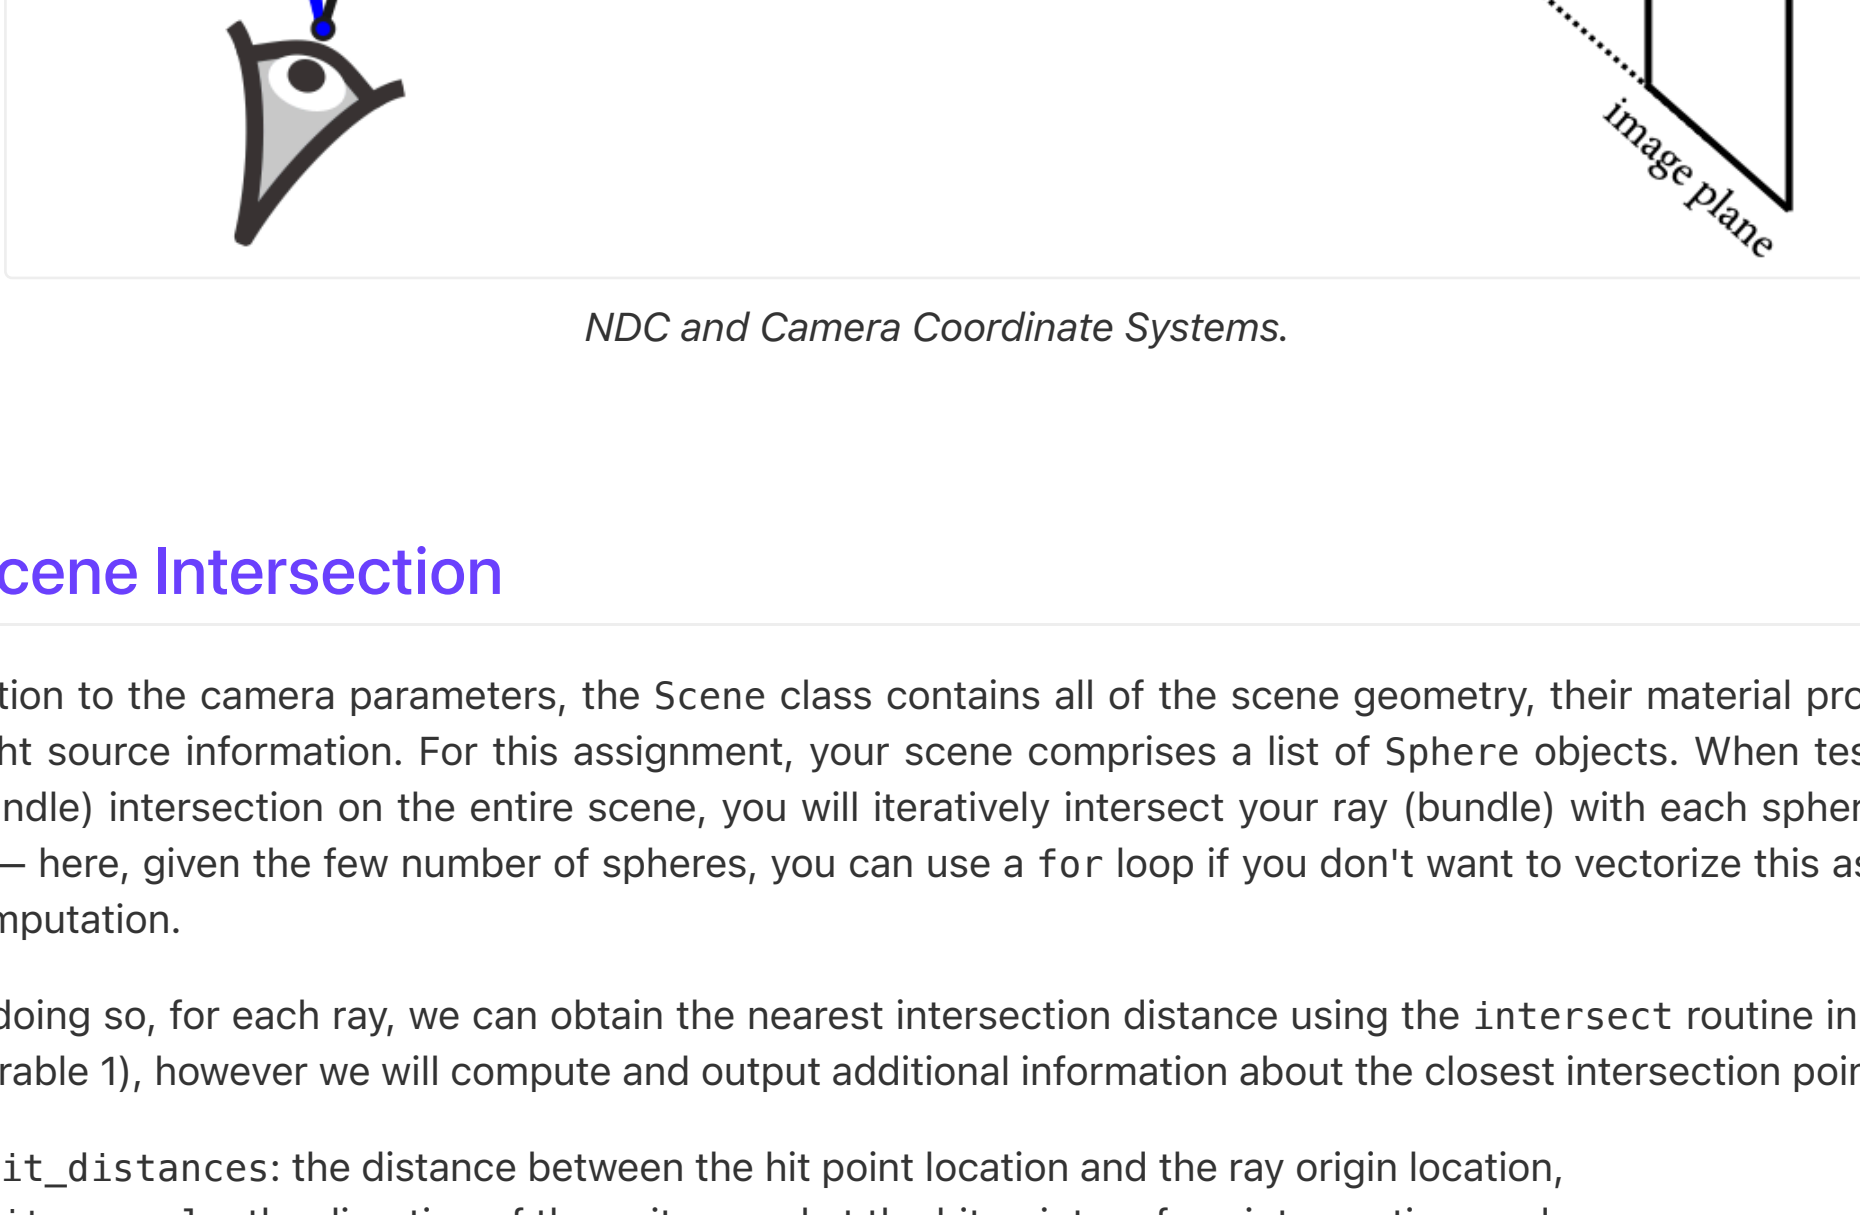 image plane
NDC and Camera Coordinate Systems.
cene Intersection
tion to the camera parameters, the Scene class contains all of the scene geometry, their material pro
ht source information. For this assignment, your scene comprises a list of Sphere objects. When tes
ndle) intersection on the entire scene, you will iteratively intersect your ray (bundle) with each spher
— here, given the few number of spheres, you can use a for loop if you don't want to vectorize this as
mputation.
doing so, for each ray, we can obtain the nearest intersection distance using the intersect routine in
rable 1), however we will compute and output additional information about the closest intersection poin
it_distances: the distance between the hit point location and the ray origin location,